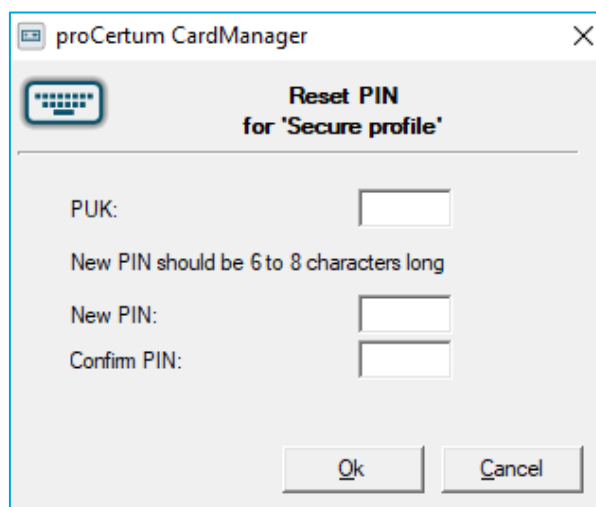 proCertum CardManager
Reset PIN
for 'Secure profile'
PUK:
New PIN should be 6 to 8 characters long
New PIN:
Confirm PIN:
Ok Cancel